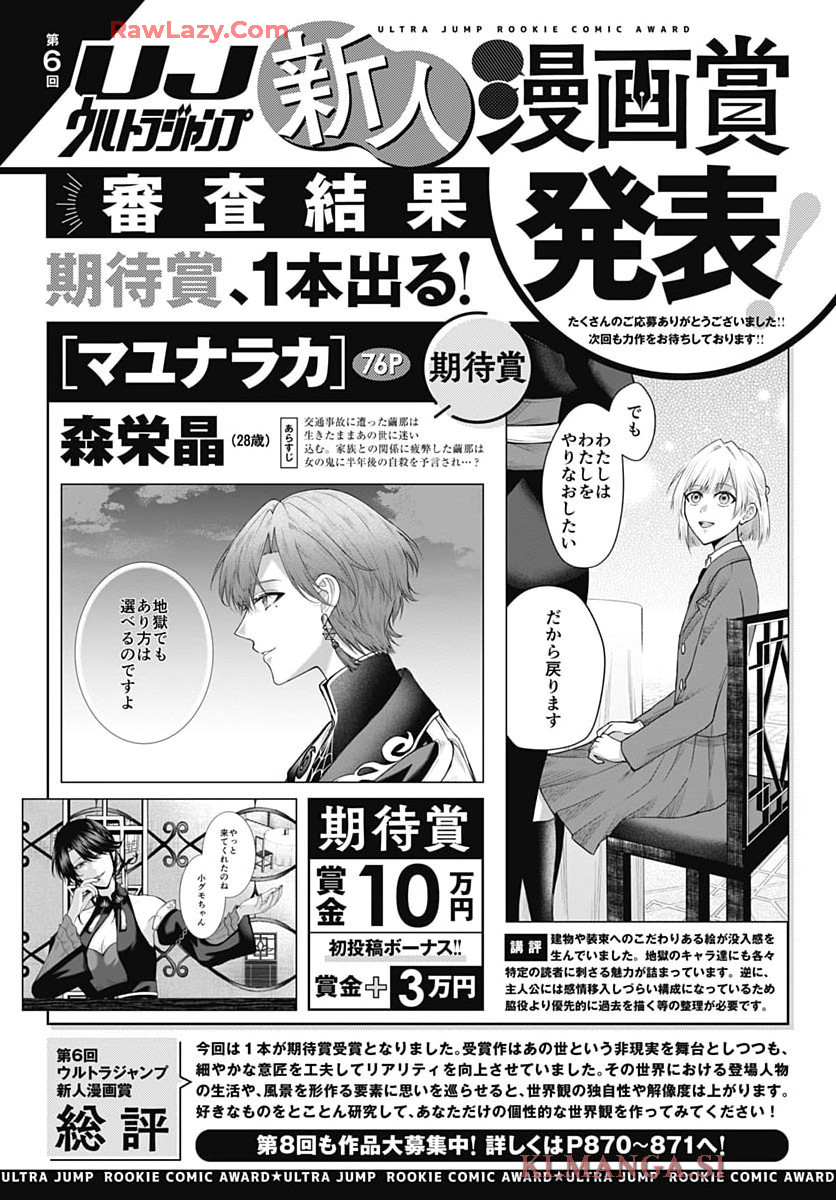 RawLazy.Com
ULTRA JUMP ROOKIE COMIC AWARD
第6回
UJ
ウルトラジャンプ
新人
漫画賞
発表!
審査結果
期待賞、1本出る!
たくさんのご応募ありがとうございました!!
次回も力作をお待ちしております!!
[マユナラカ]
76P
期待賞
森栄晶
(28歳)
あらすじ
交通事故に遭った繭那は
生きたままあの世に迷い
込む。家族との関係に疲弊した繭那は
女の鬼に半年後の自殺を予言され…?
でも
わたしは
わたしを
やりなおしたい
だから戻ります
地獄でも
あり方は
選べるのですよ
やっと
来てくれたのね
小グモちゃん
期待賞
賞金10万円
初投稿ボーナス!!
賞金+3万円
講評
建物や装束へのこだわりある絵が没入感を
生んでいました。地獄のキャラ達にも各々
特定の読者に刺さる魅力が詰まっています。逆に、
主人公には感情移入しづらい構成になっているため
脇役より優先的に過去を描く等の整理が必要です。
第6回
ウルトラジャンプ
新人漫画賞
総評
今回は1本が期待賞受賞となりました。受賞作はあの世という非現実を舞台としつつも、
細やかな意匠を工夫してリアリティを向上させていました。その世界における登場人物
の生活や、風景を形作る要素に思いを巡らせると、世界観の独自性や解像度は上がります。
好きなものをとことん研究して、あなただけの個性的な世界観を作ってみてください!
第8回も作品大募集中! 詳しくはP870〜871へ!
KLMANGA.SI
ULTRA JUMP ROOKIE COMIC AWARD★ULTRA JUMP ROOKIE COMIC AWARD★ULTRA JUMP ROOKIE COMIC AWARD